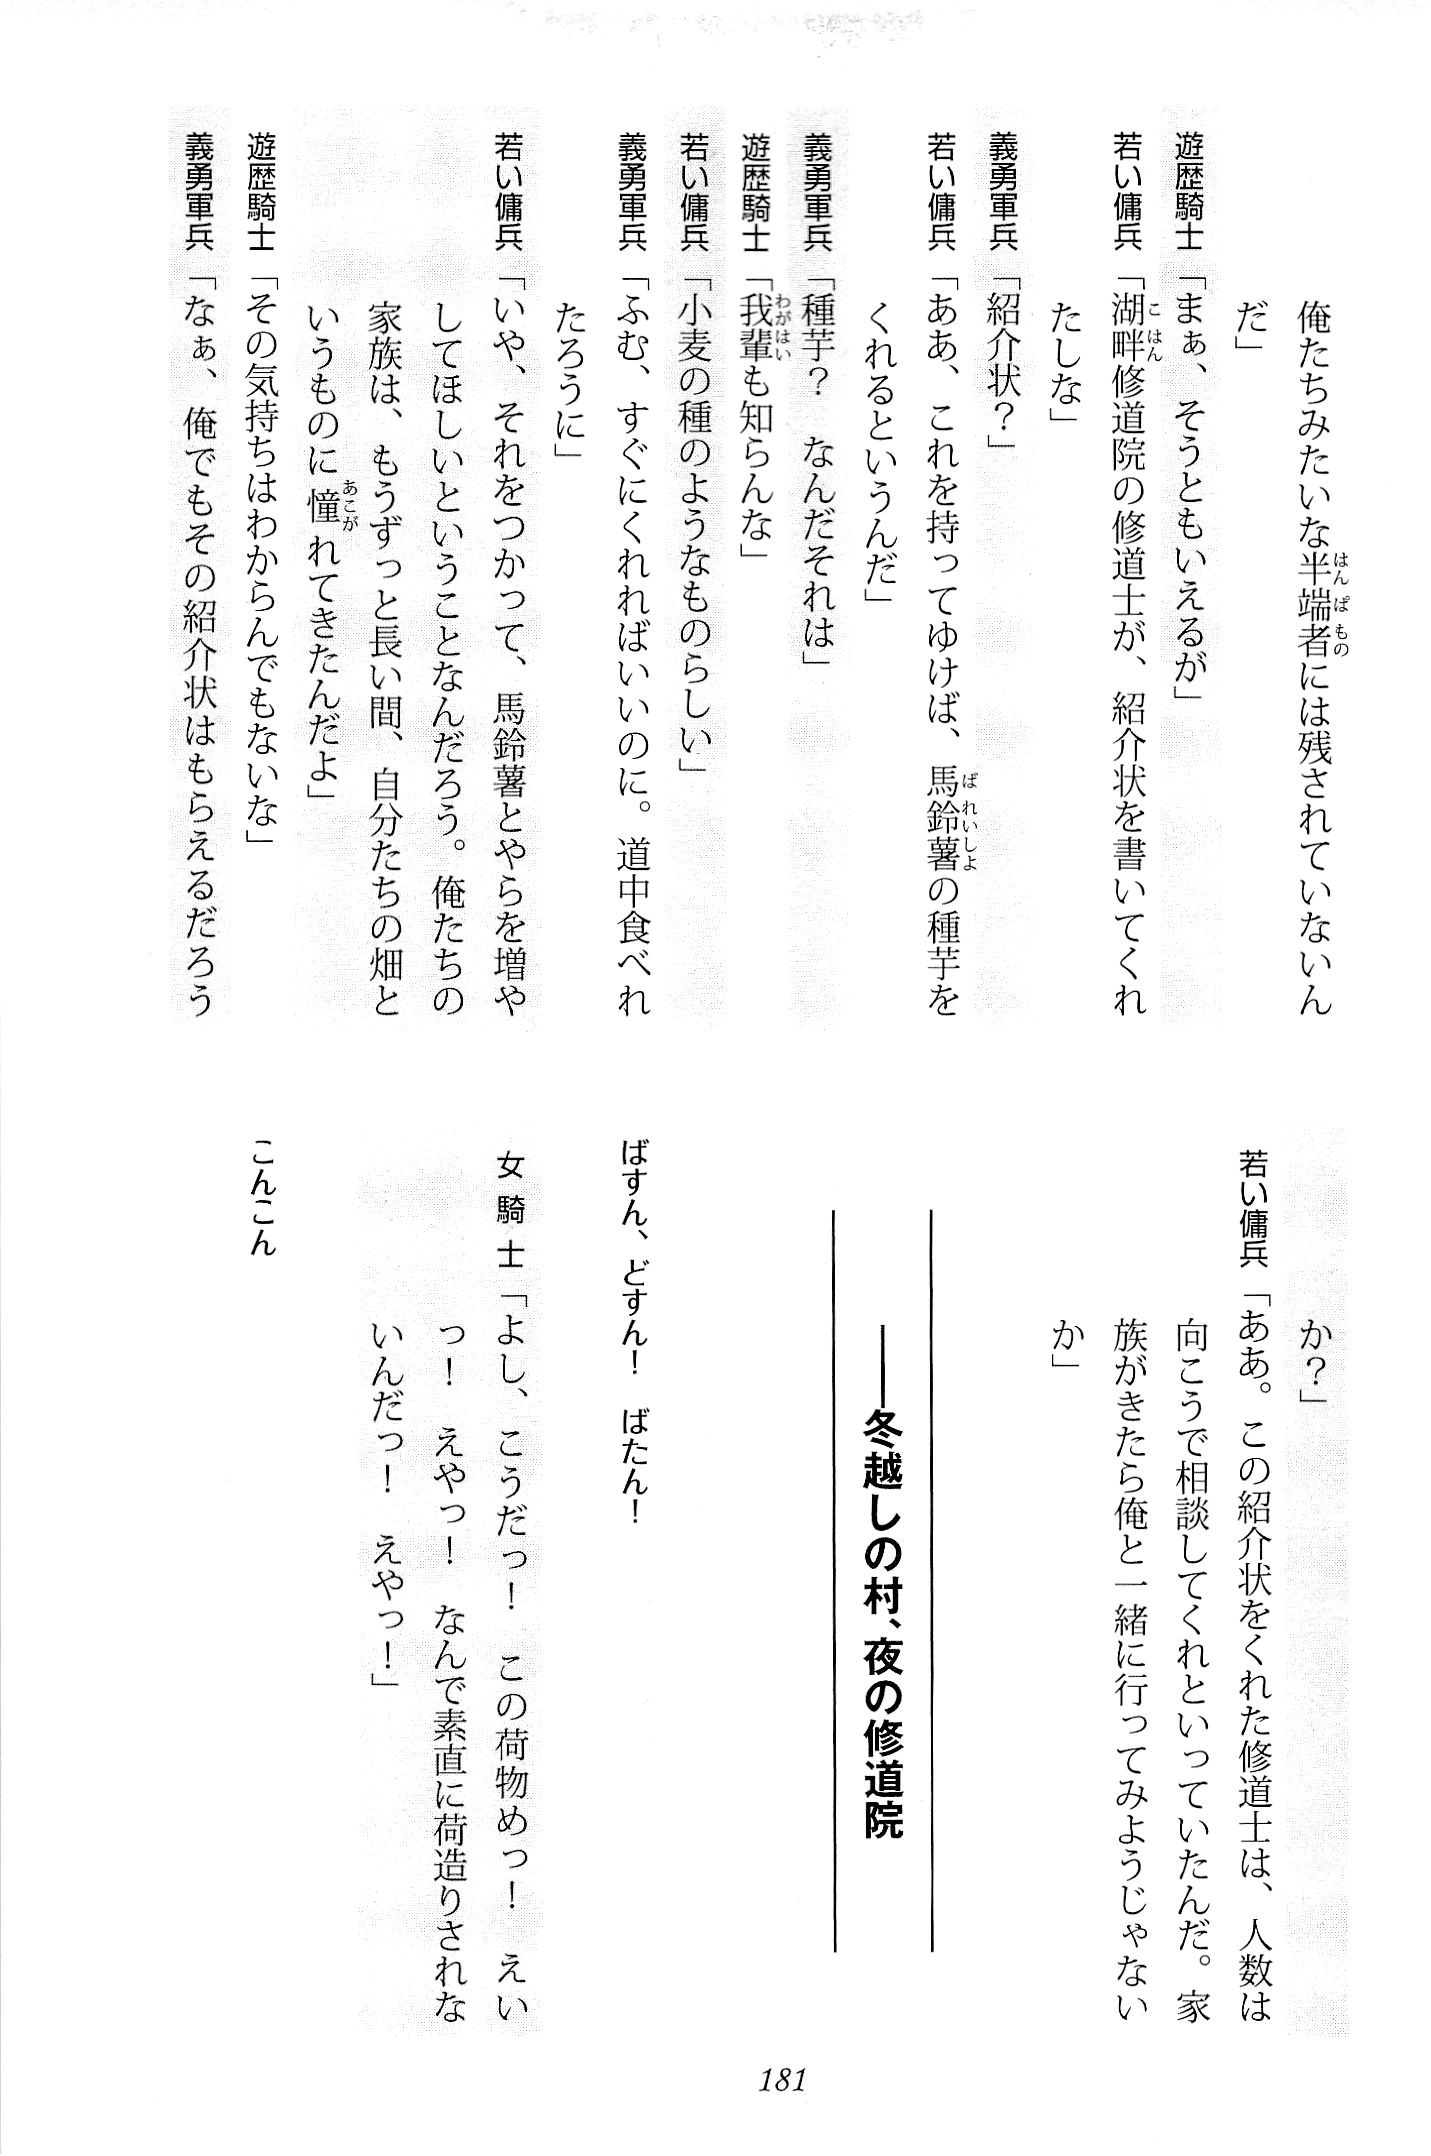 俺たちみたいな半端者には残されていないん
だ」
遊歴騎士「まぁ、そうともいえるが」
若い傭兵「湖畔修道院の修道士が、紹介状を書いてくれ
たしな」
義勇軍兵「紹介状？」
若い傭兵「ああ、これを持ってゆけば、馬鈴薯の種芋を
くれるというんだ」
義勇軍兵「種芋？　なんだそれは」
遊歴騎士「我輩も知らんな」
若い傭兵「小麦の種のようなものらしい」
義勇軍兵「ふむ、すぐにくれればいいのに。道中食べれ
たろうに」
若い傭兵「いや、それをつかって、馬鈴薯とやらを増や
してほしいということなんだろう。俺たちの
家族は、もうずっと長い間、自分たちの畑と
いうものに憧れてきたんだよ」
遊歴騎士「その気持ちはわからんでもないな」
義勇軍兵「なぁ、俺でもその紹介状はもらえるだろう
か？」
若い傭兵「ああ。この紹介状をくれた修道士は、人数は
向こうで相談してくれといっていたんだ。家
族がきたら俺と一緒に行ってみようじゃない
か」
――冬越しの村、夜の修道院
ばすん、どすん！　ばたん！
女騎士「よし、こうだっ！　この荷物めっ！　えい
っ！　えやっ！　なんで素直に荷造りされな
いんだっ！　えやっ！」
こんこん
181